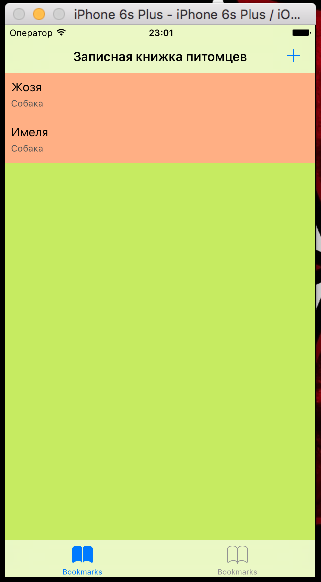 iPhone 6s Plus - iPhone 6s Plus / iO...
Оператор 23:01
Записная книжка питомцев +
Жозя
Собака
Имеля
Собака
Bookmarks Bookmarks